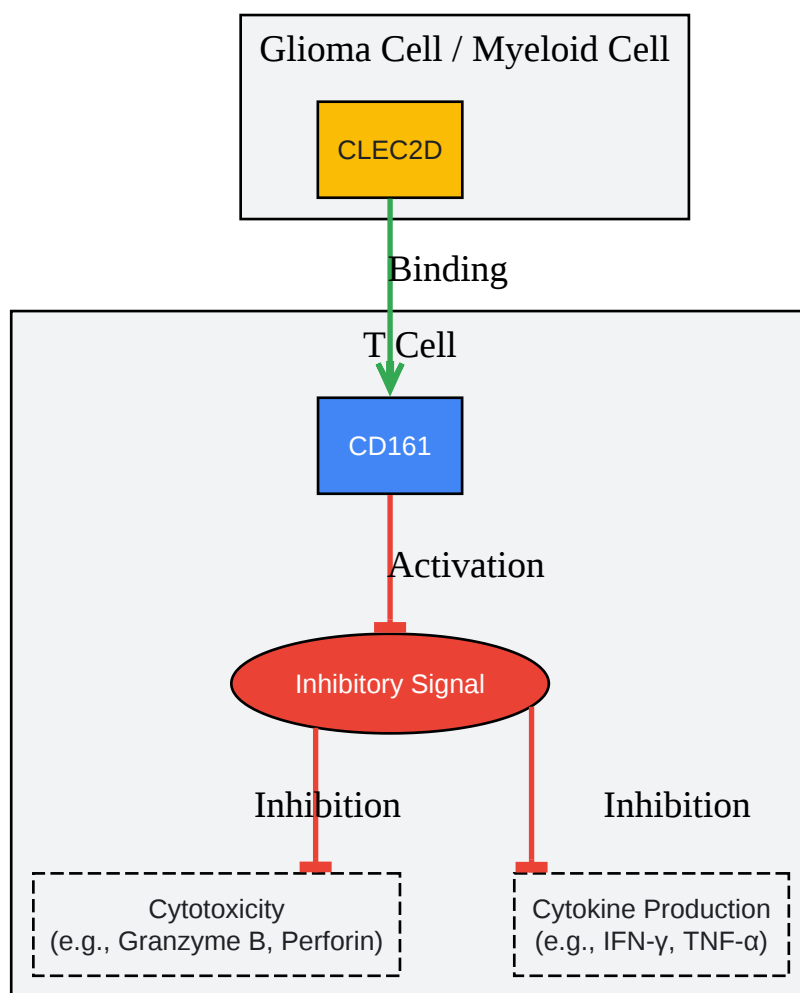 Glioma Cell / Myeloid Cell
CLEC2D
Binding
T Cell
CD161
Activation
Inhibitory Signal
Inhibition
Inhibition
Cytotoxicity
(e.g., Granzyme B, Perforin)
Cytokine Production
(e.g., IFN-γ, TNF-α)